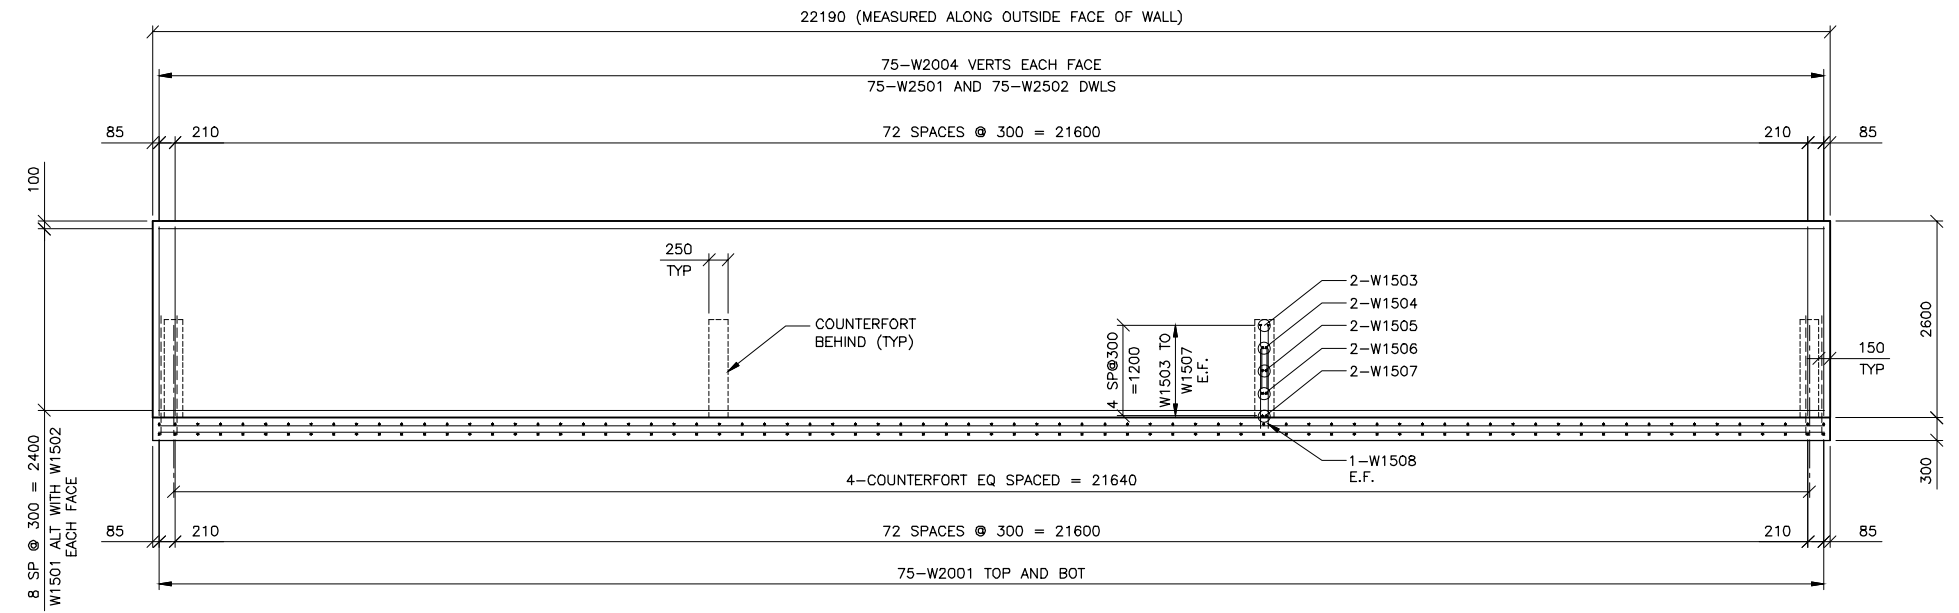 22190 (MEASURED ALONG OUTSIDE FACE OF WALL)
75-W2004 VERTS EACH FACE
75-W2501 AND 75-W2502 DWLS
85
210
72 SPACES @ 300 = 21600
210
85
100
250
TYP
COUNTERFORT
BEHIND (TYP)
4 SP@300
=1200
W1503 TO
W1507
E.F.
2-W1503
2-W1504
2-W1505
2-W1506
2-W1507
2600
150
TYP
8 SP @ 300 = 2400
W1501 ALT WITH W1502
EACH FACE
1-W1508
E.F.
300
4-COUNTERFORT EQ SPACED = 21640
85
210
72 SPACES @ 300 = 21600
210
85
75-W2001 TOP AND BOT